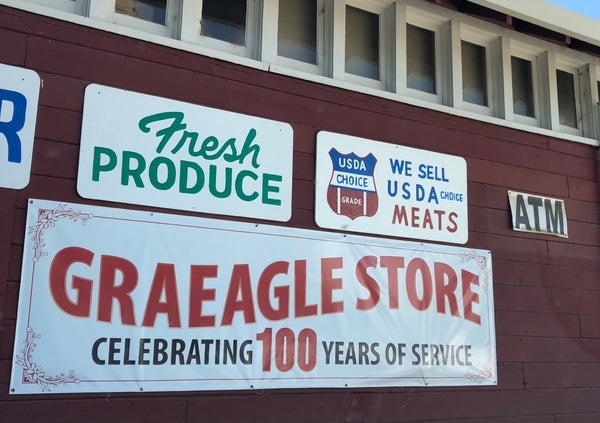 R
Fresh
PRODUCE
USDA
CHOICE
GRADE
WE SELL
USDA CHOICE
MEATS
ATM
GRAEAGLE STORE
CELEBRATING 100 YEARS OF SERVICE